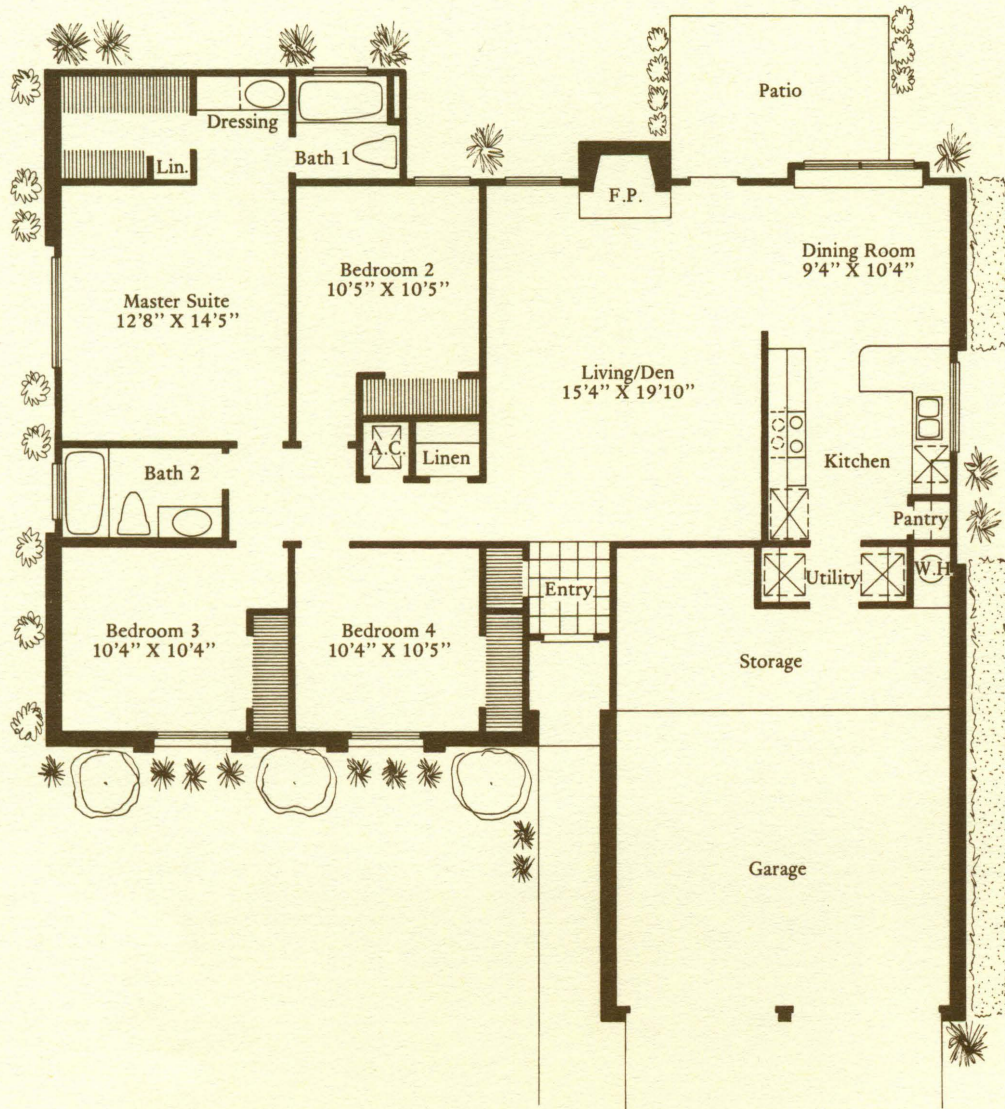 Patio
Dressing
Lin.
Bath 1
F.P.
Dining Room
9'4" X 10'4"
Bedroom 2
10'5" X 10'5"
Master Suite
12'8" X 14'5"
Living/Den
15'4" X 19'10"
A.C.
Linen
Kitchen
Bath 2
Pantry
Entry
Utility
W.H
Bedroom 3
10'4" X 10'4"
Bedroom 4
10'4" X 10'5"
Storage
Garage